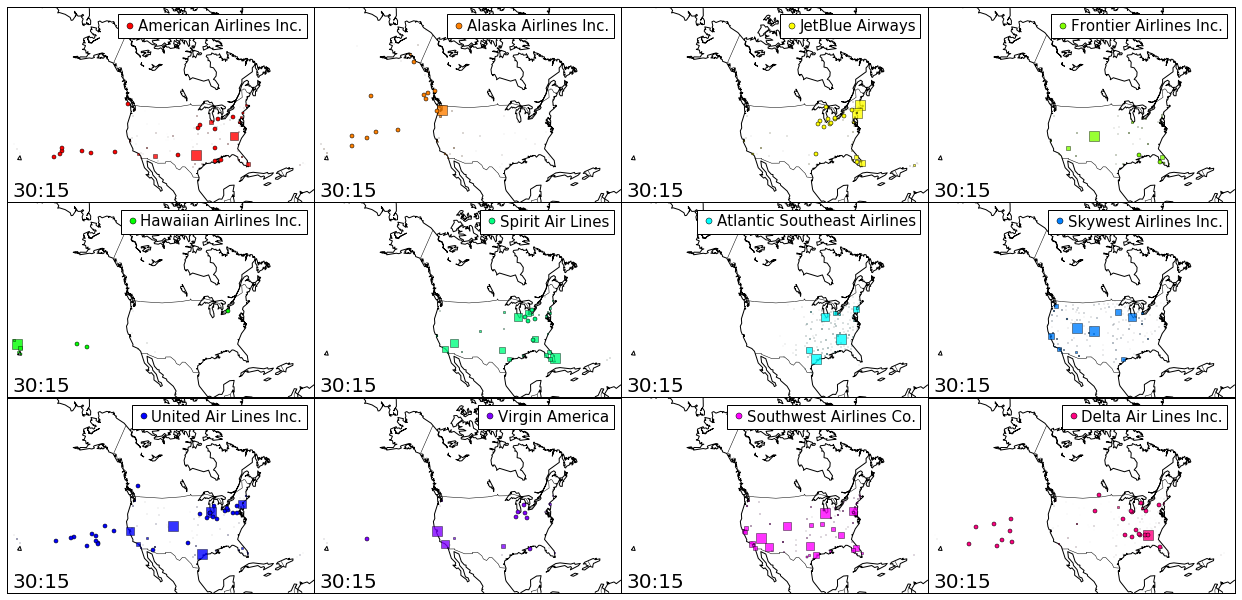 American Airlines Inc.
30:15
Alaska Airlines Inc.
30:15
JetBlue Airways
30:15
Frontier Airlines Inc.
30:15
Hawaiian Airlines Inc.
30:15
Spirit Air Lines
30:15
Atlantic Southeast Airlines
30:15
Skywest Airlines Inc.
30:15
United Air Lines Inc.
30:15
Virgin America
30:15
Southwest Airlines Co.
30:15
Delta Air Lines Inc.
30:15